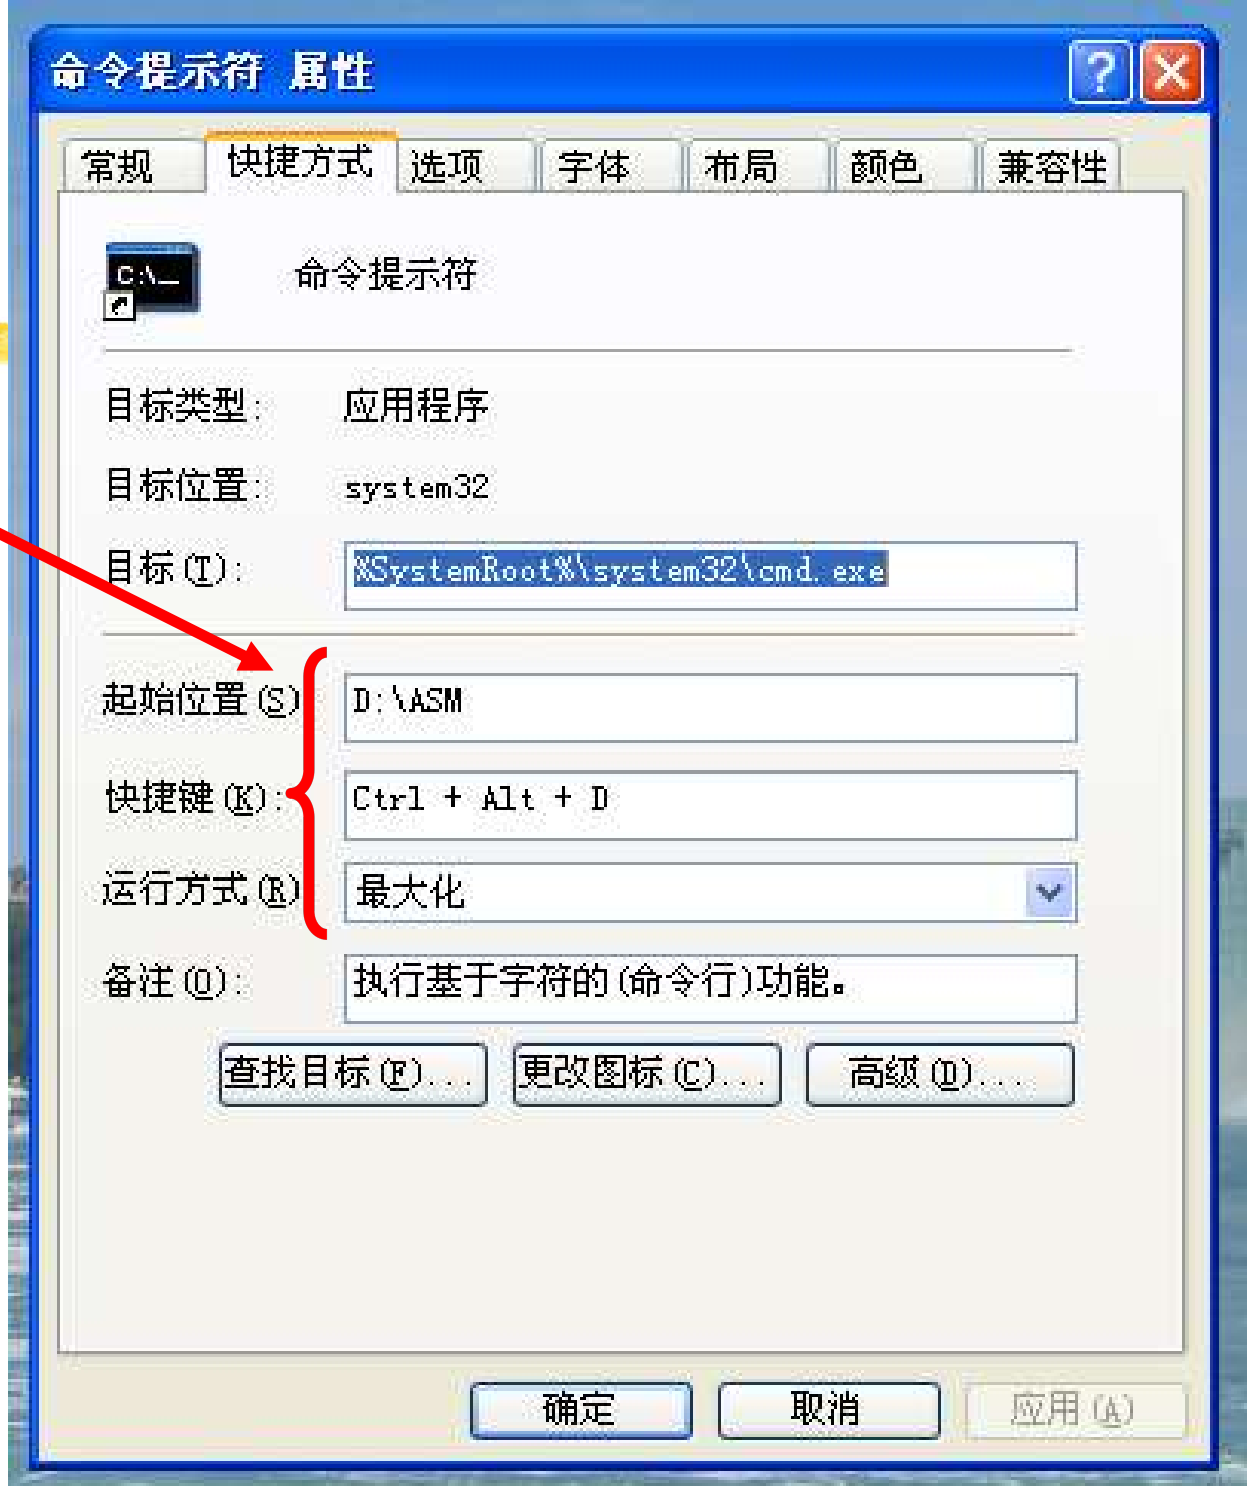 命令提示符 属性
常规 快捷方式 选项 字体 布局 颜色 兼容性
C:\_
命令提示符
目标类型: 应用程序
目标位置: system32
目标(T): %SystemRoot%\system32\cmd.exe
起始位置(S) D:\ASM
快捷键(K): Ctrl + Alt + D
运行方式(R) 最大化
备注(O): 执行基于字符的(命令行)功能。
查找目标(F)... 更改图标(C)... 高级(D)...
确定 取消 应用(A)